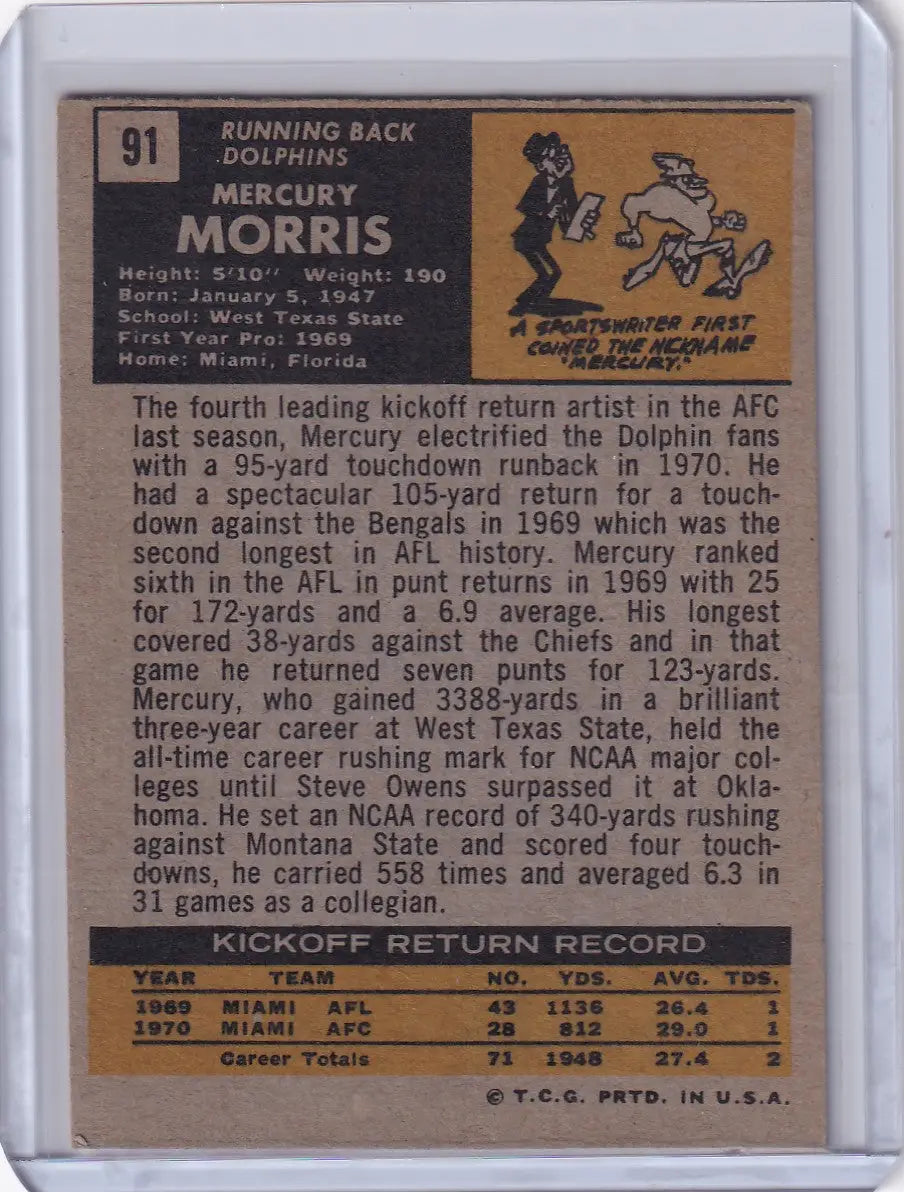 91
RUNNING BACK
DOLPHINS
MERCURY
MORRIS
Height: 5'10'' Weight: 190
Born: January 5, 1947
School: West Texas State
First Year Pro: 1969
Home: Miami, Florida
A SPORTSWRITER FIRST
COINED THE NICKNAME
"MERCURY."
The fourth leading kickoff return artist in the AFC
last season, Mercury electrified the Dolphin fans
with a 95-yard touchdown runback in 1970. He
had a spectacular 105-yard return for a touch-
down against the Bengals in 1969 which was the
second longest in AFL history. Mercury ranked
sixth in the AFL in punt returns in 1969 with 25
for 172-yards and a 6.9 average. His longest
covered 38-yards against the Chiefs and in that
game he returned seven punts for 123-yards.
Mercury, who gained 3388-yards in a brilliant
three-year career at West Texas State, held the
all-time career rushing mark for NCAA major col-
leges until Steve Owens surpassed it at Okla-
homa. He set an NCAA record of 340-yards rushing
against Montana State and scored four touch-
downs, he carried 558 times and averaged 6.3 in
31 games as a collegian.
KICKOFF RETURN RECORD
YEAR TEAM NO. YDS. AVG. TDS.
1969 MIAMI AFL 43 1136 26.4 1
1970 MIAMI AFC 28 812 29.0 1
Career Totals 71 1948 27.4 2
© T.C.G. PRTD. IN U.S.A.